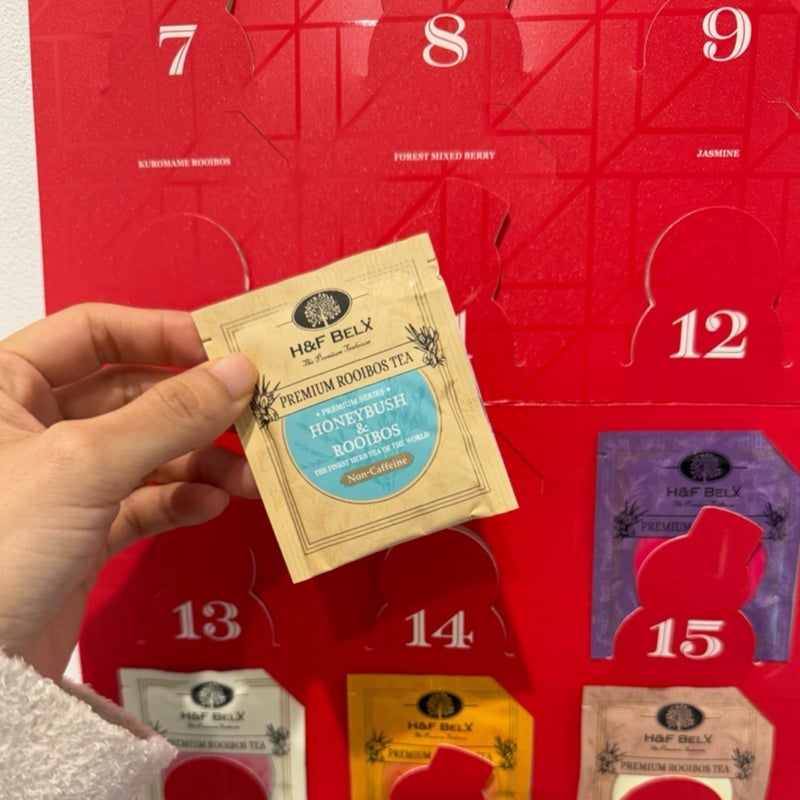 7
8
9
KUROMAME ROOIBOS
FOREST MIXED BERRY
JASMINE
12
H&F BELX
The Premium Teahouse
PREMIUM ROOIBOS TEA
• PREMIUM SERIES •
HONEYBUSH
&
ROOIBOS
THE FINEST HERB TEA OF THE WORLD
Non-Caffeine
H&F BELX
PREMIUM
13
14
15
H&F BELX
PREMIUM ROOIBOS TEA
H&F BELX
PREMIUM
TEA
H&F BELX
PREMIUM ROOIBOS TEA